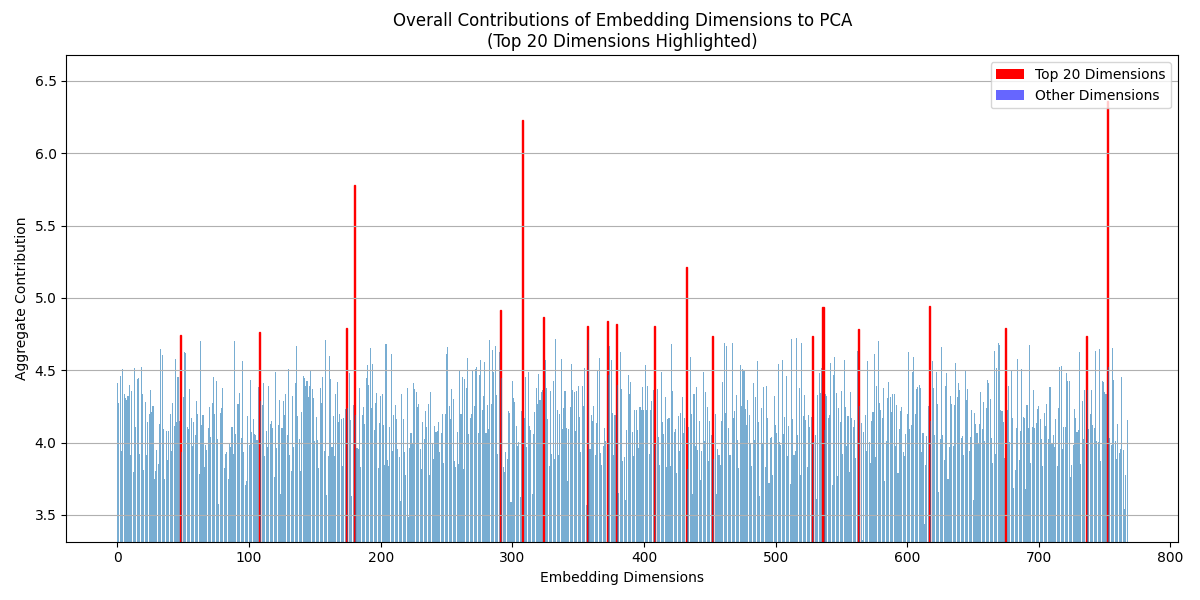 Overall Contributions of Embedding Dimensions to PCA
(Top 20 Dimensions Highlighted)
Top 20 Dimensions
Other Dimensions
Aggregate Contribution
6.5
6.0
5.5
5.0
4.5
4.0
3.5
0 100 200 300 400 500 600 700 800
Embedding Dimensions